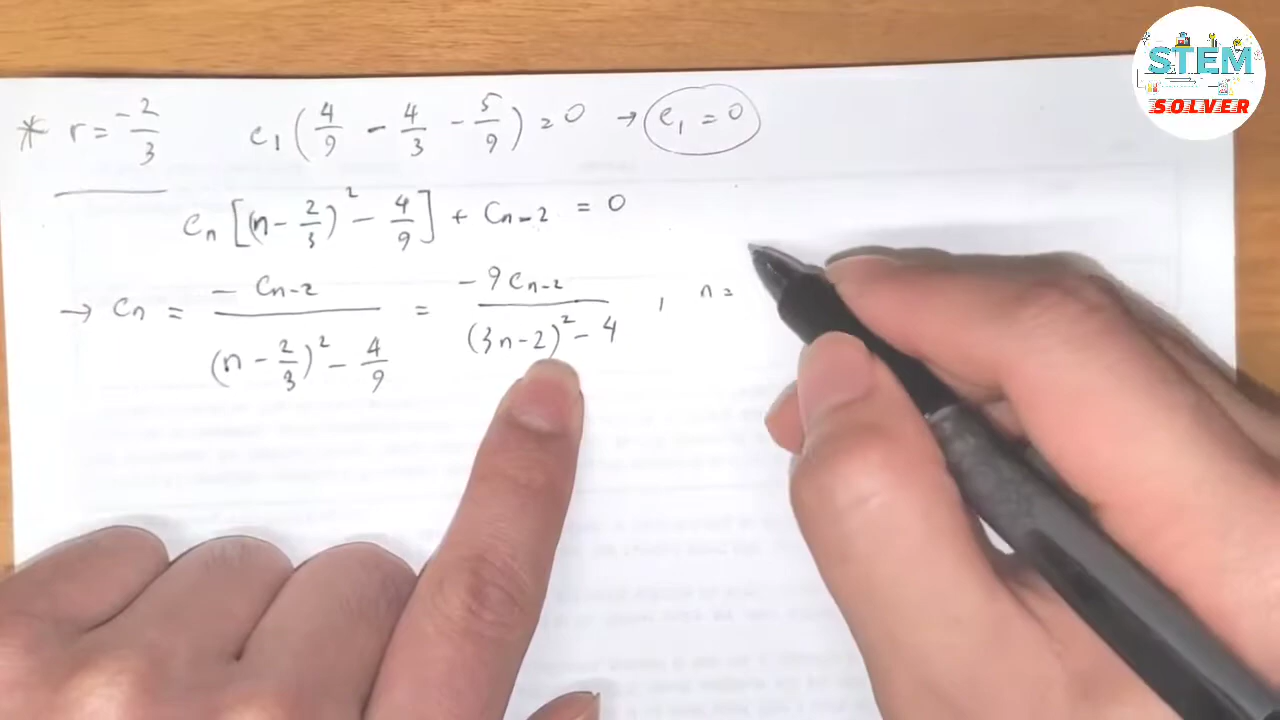 * r = -2/3    c₁(4/9 - 4/3 - 5/9) = 0 → c₁ = 0
cₙ[(n - 2/3)² - 4/9] + cₙ₋₂ = 0
→ cₙ = -cₙ₋₂/((n - 2/3)² - 4/9) = -9cₙ₋₂/((3n-2)² - 4) , n =
STEM
SOLVER